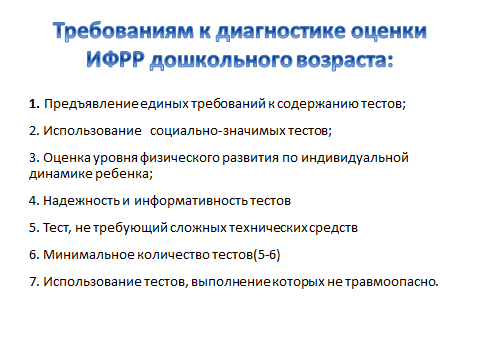 Требованиям к диагностике оценки
ИФРР дошкольного возраста:
1. Предъявление единых требований к содержанию тестов;
2. Использование социально-значимых тестов;
3. Оценка уровня физического развития по индивидуальной
динамике ребенка;
4. Надежность и информативность тестов
5. Тест, не требующий сложных технических средств
6. Минимальное количество тестов(5-6)
7. Использование тестов, выполнение которых не травмоопасно.